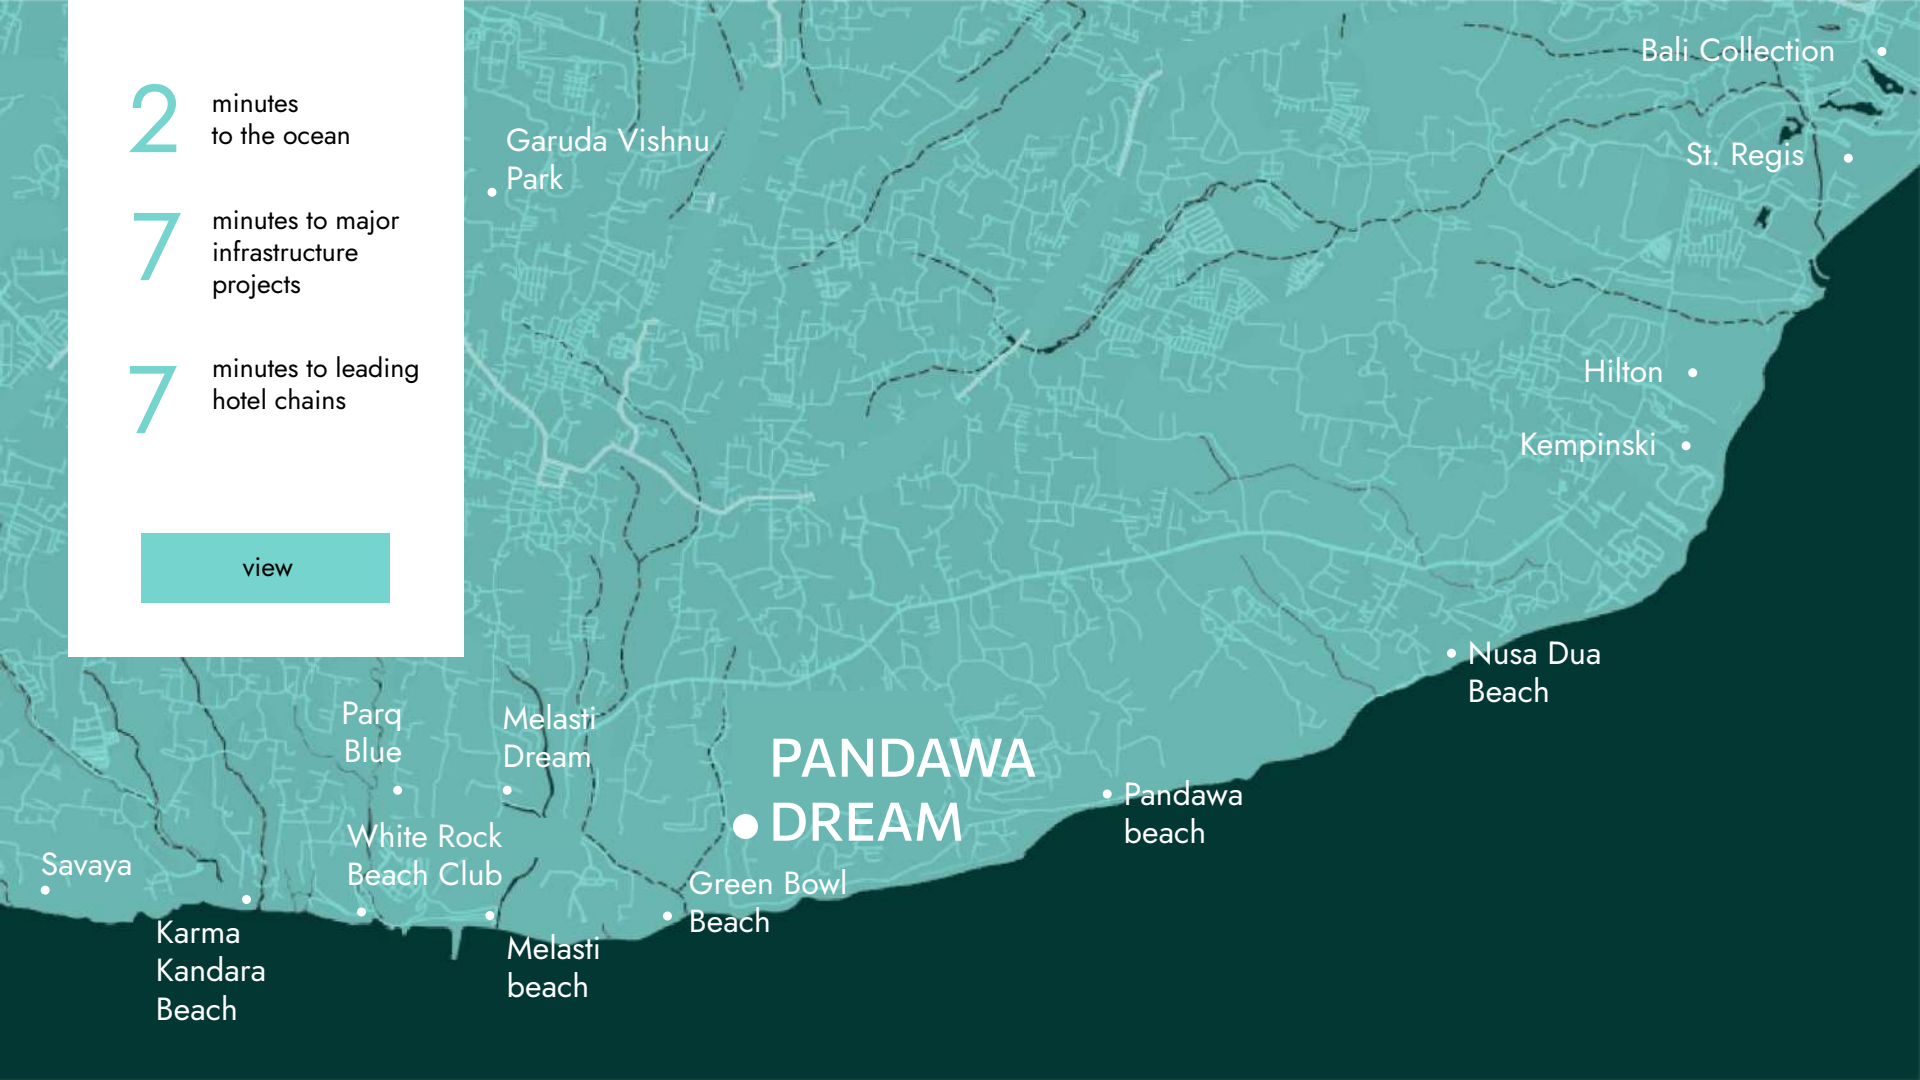 2
minutes
to the ocean
7
minutes to major
infrastructure
projects
7
minutes to leading
hotel chains
view
Bali Collection
Garuda Vishnu
Park
St. Regis
Hilton
Kempinski
Nusa Dua
Beach
Parq
Blue
Melasti
Dream
PANDAWA
DREAM
Pandawa
beach
White Rock
Beach Club
Savaya
Green Bowl
Beach
Karma
Kandara
Beach
Melasti
beach